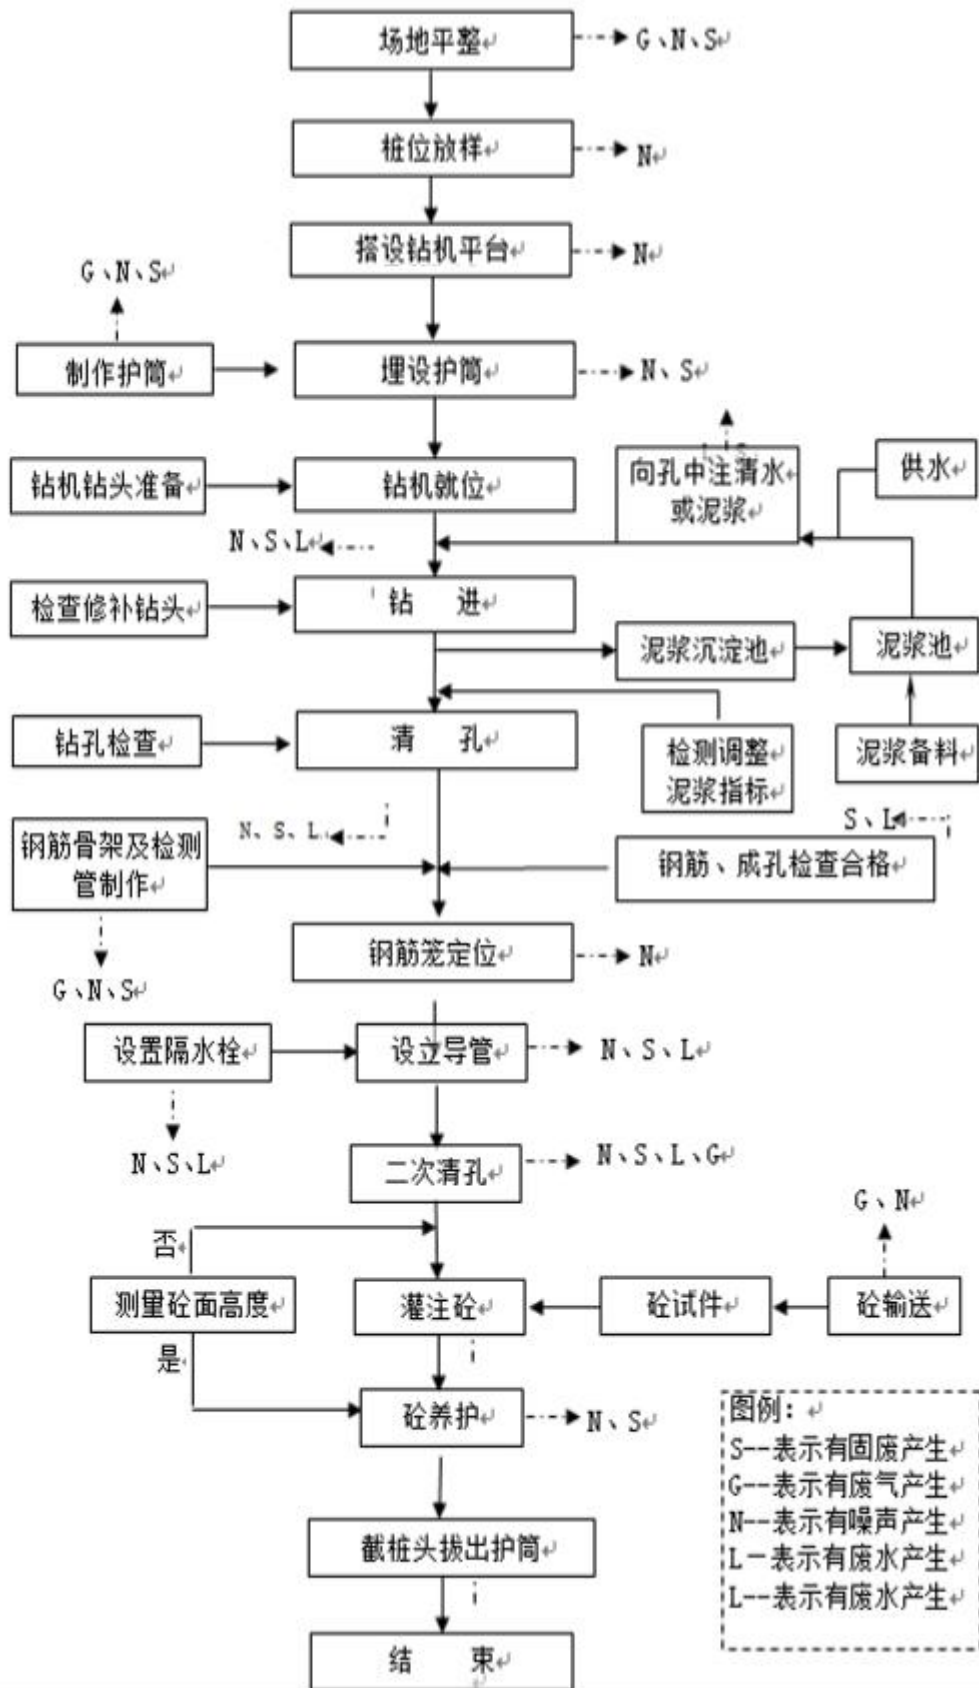 场地平整
G、N、S
桩位放样
N
搭设钻机平台
N
G、N、S
制作护筒
埋设护筒
N、S
钻机钻头准备
钻机就位
向孔中注清水
或泥浆
供水
N、S、L
检查修补钻头
钻 进
泥浆沉淀池
泥浆池
钻孔检查
清 孔
检测调整
泥浆指标
泥浆备料
N、S、L
S、L
钢筋骨架及检测
管制作
钢筋、成孔检查合格
钢筋笼定位
N
G、N、S
设置隔水栓
设立导管
N、S、L
N、S、L
二次清孔
N、S、L、G
G、N
否
测量砼面高度
灌注砼
砼试件
砼输送
是
砼养护
N、S
图例：
S--表示有固废产生
G--表示有废气产生
N--表示有噪声产生
L－表示有废水产生
L--表示有废水产生
截桩头拔出护筒
结 束